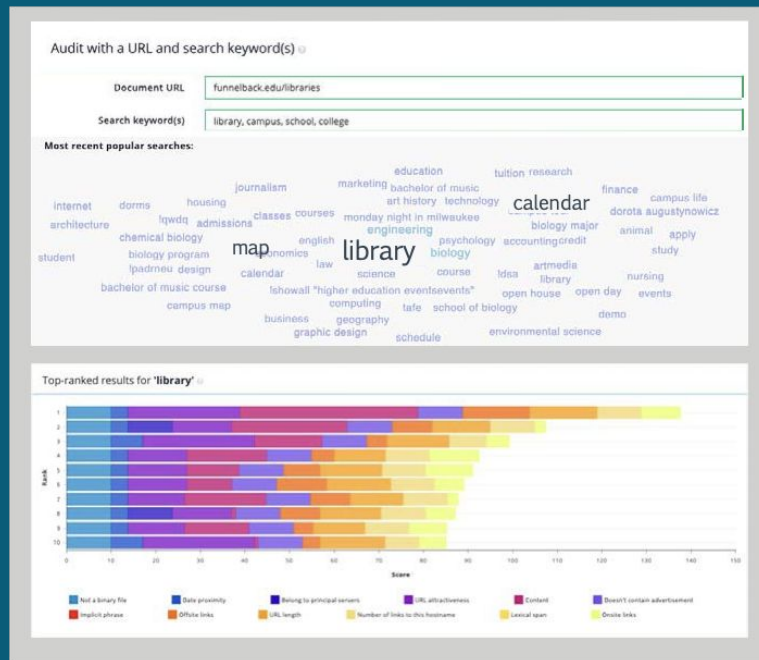 Audit with a URL and search keyword(s)
Document URL
funnelback.edu/libraries
Search keyword(s)
library, campus, school, college
Most recent popular searches:
education
tuition research
journalism
marketing
bachelor of music
finance
art history
technology
calendar
campus life
internet
dorms
housing
dorota augustynowicz
!qwdq
classes
courses
monday night in milwaukee
architecture
admissions
engineering
biology major
animal
apply
chemical biology
map
english
library
psychology
accounting
credit
student
biology program
law
biology
study
!padrneu
design
calendar
science
course
!dsa
artmedia
library
nursing
bachelor of music course
!showall "higher education eventsevents"
open house
open day
events
campus map
computing
tafe
school of biology
business
geography
demo
graphic design
schedule
environmental science
Top-ranked results for 'library'
Rank
1
2
3
4
5
6
7
8
9
10
0 10 20 30 40 50 60 70 80 90 100 110 120 130 140 150
Score
Not a binary file
Date proximity
Belong to principal servers
URL attractiveness
Content
Doesn't contain advertisement
Implicit phrase
Offsite links
URL length
Number of links to this hostname
Lexical span
Onsite links